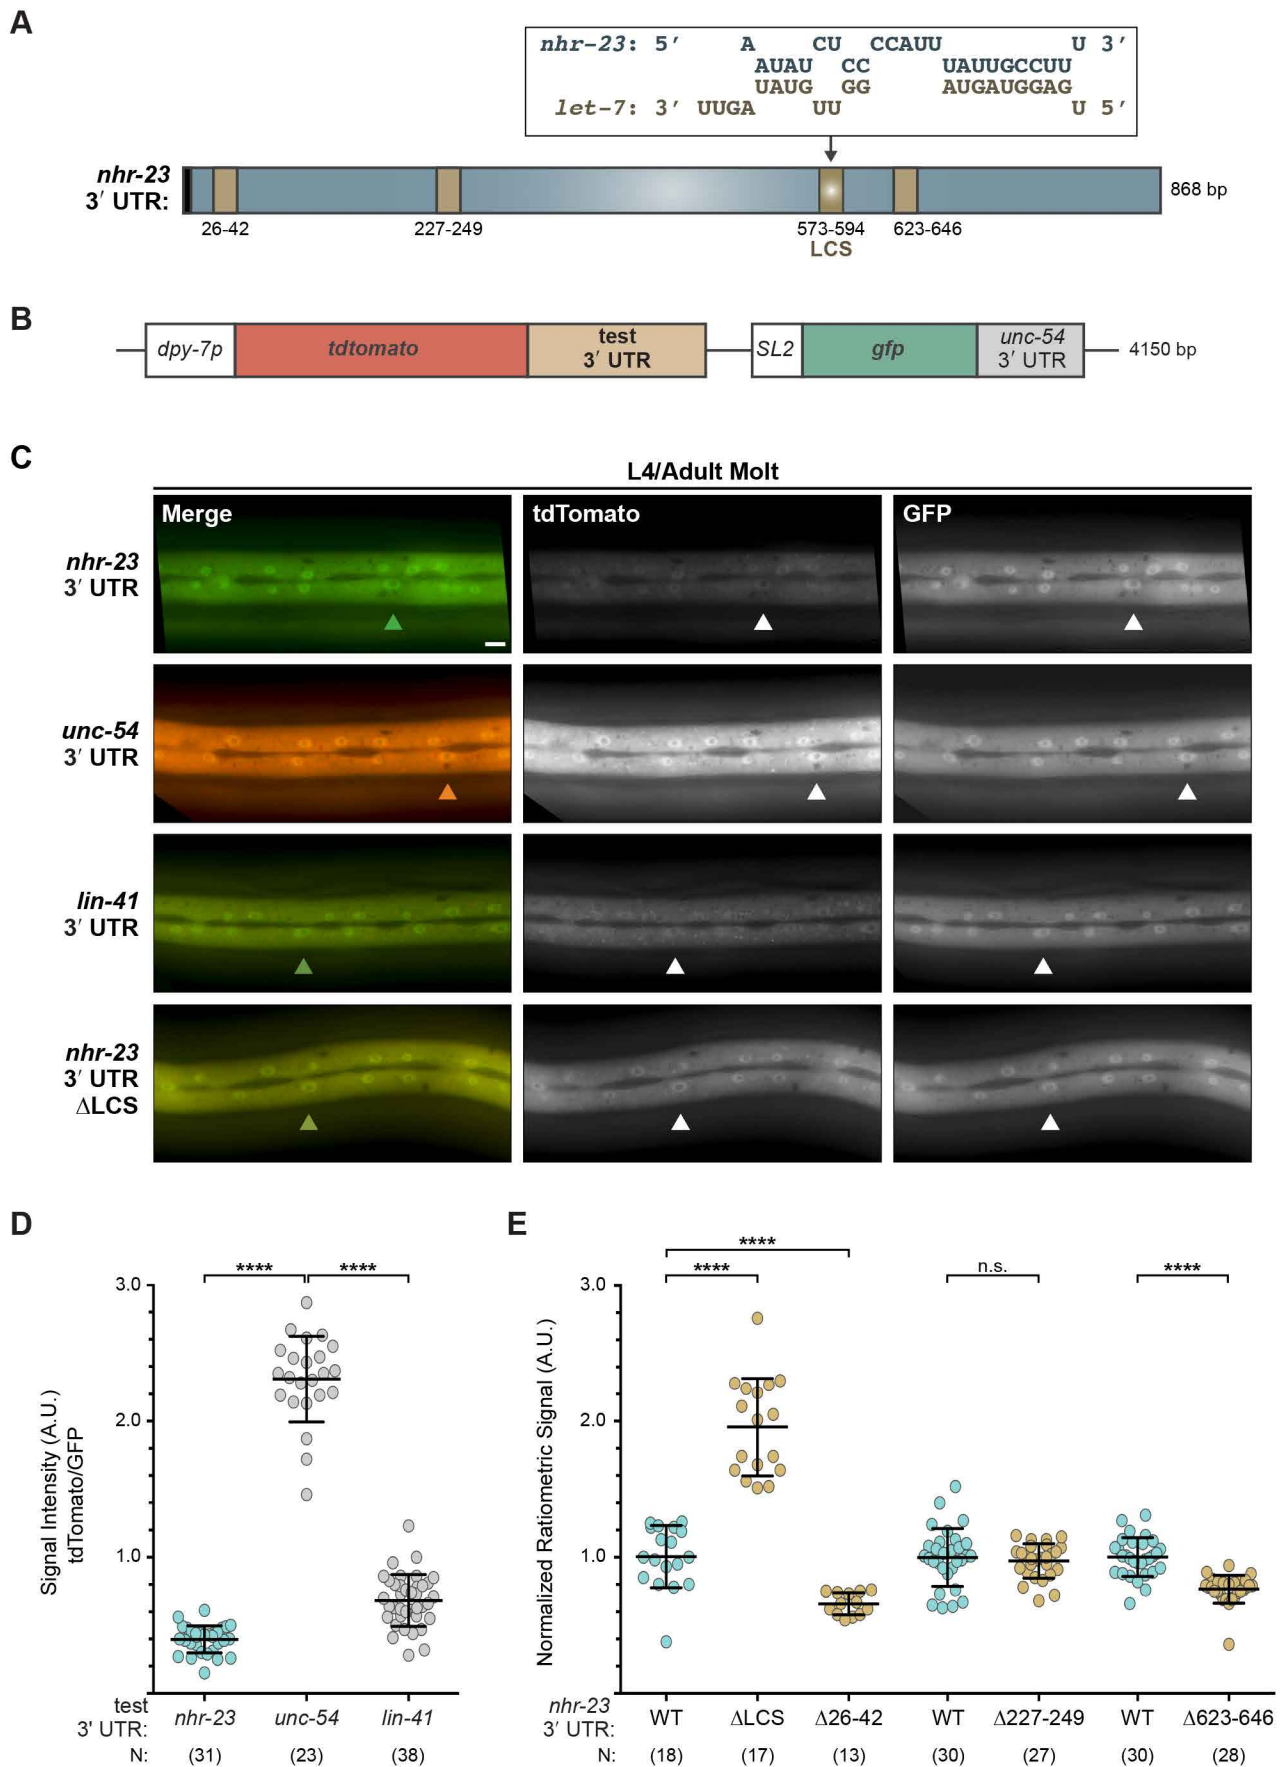 A
nhr-23: 5′ A CU CCAUU U 3′
AUAU CC UAUUGCCUU
UAUG GG AUGAUGGAG
let-7: 3′ UUGA UU U 5′
nhr-23
3′ UTR:
868 bp
26-42 227-249 573-594 623-646
LCS
B
dpy-7p tdtomato test 3′ UTR SL2 gfp unc-54 3′ UTR 4150 bp
C
L4/Adult Molt
Merge tdTomato GFP
nhr-23
3′ UTR
unc-54
3′ UTR
lin-41
3′ UTR
nhr-23
3′ UTR
ΔLCS
D
Signal Intensity (A.U.)
tdTomato/GFP
3.0
2.0
1.0
**** ****
test
3' UTR: nhr-23 unc-54 lin-41
N: (31) (23) (38)
E
Normalized Ratiometric Signal (A.U.)
3.0
2.0
1.0
****
**** n.s. ****
nhr-23
3′ UTR: WT ΔLCS Δ26-42 WT Δ227-249 WT Δ623-646
N: (18) (17) (13) (30) (27) (30) (28)